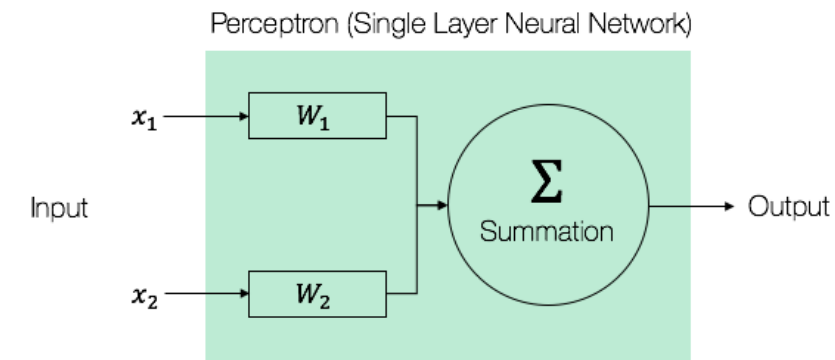 Perceptron (Single Layer Neural Network)
x₁
W₁
Σ
Input
Summation
Output
x₂
W₂